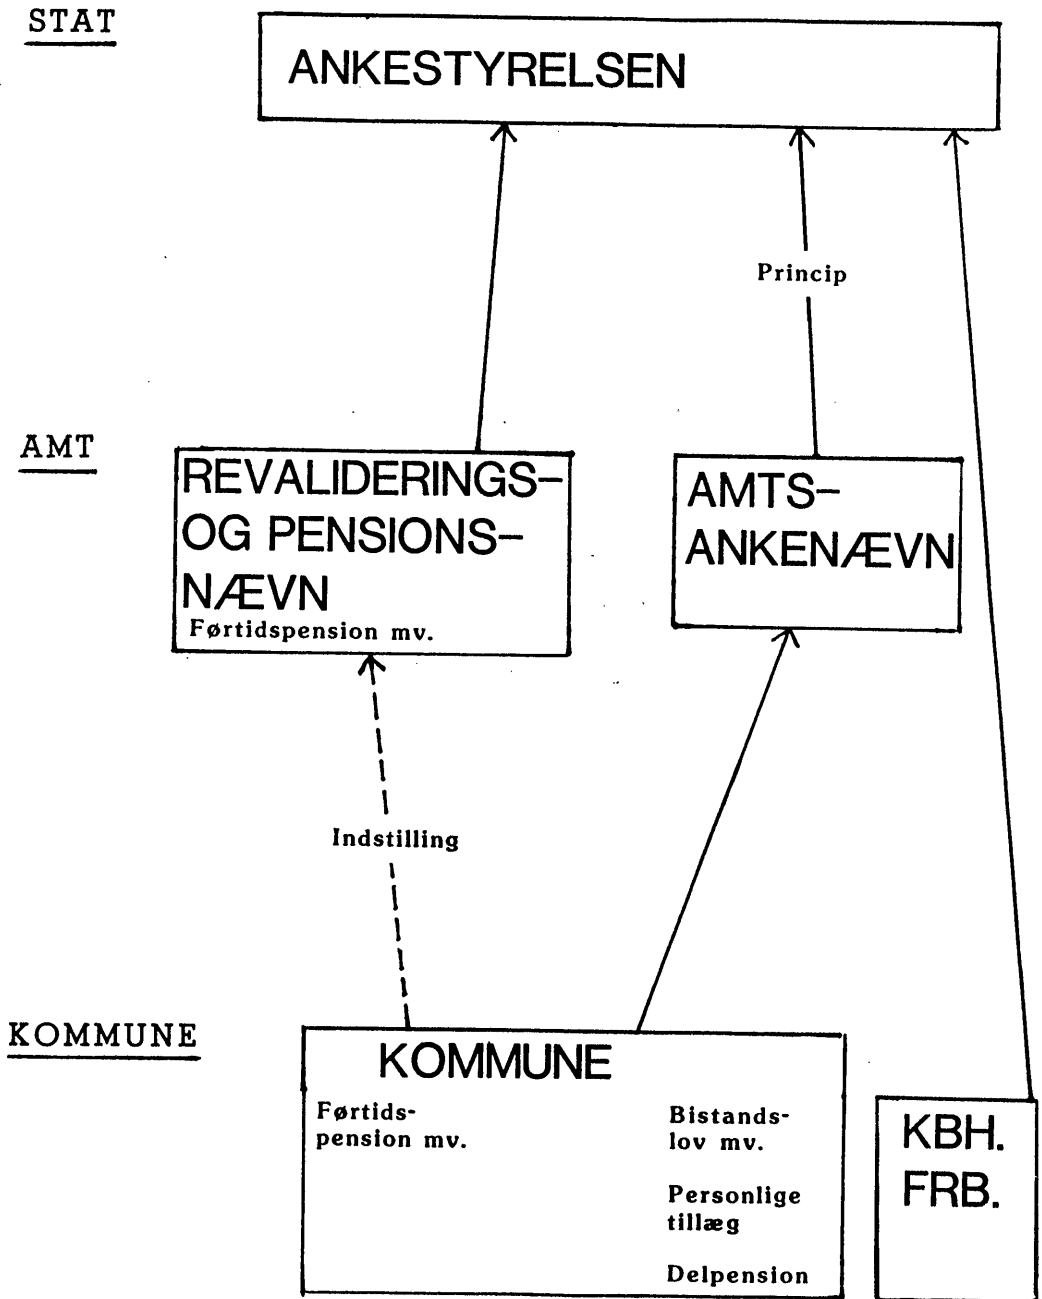 STAT
ANKESTYRELSEN
Princip
AMT
REVALIDERINGS-
OG PENSIONS-
NÆVN
Førtidspension mv.
AMTS-
ANKENÆVN
Indstilling
KOMMUNE
KOMMUNE
Førtids-
pension mv.
Bistands-
lov mv.
Personlige
tillæg
Delpension
KBH.
FRB.